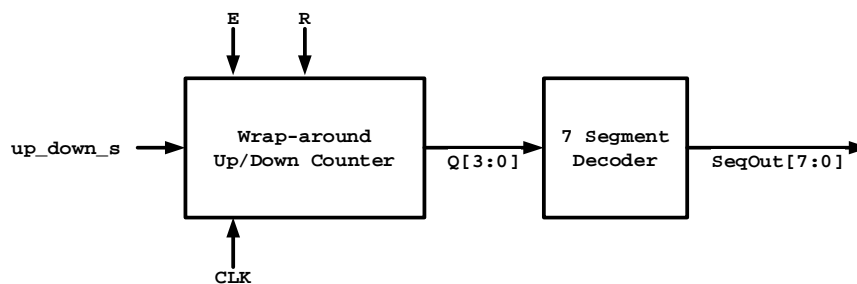 E
R
up_down_s
Wrap-around
Up/Down Counter
Q[3:0]
7 Segment
Decoder
SeqOut[7:0]
CLK